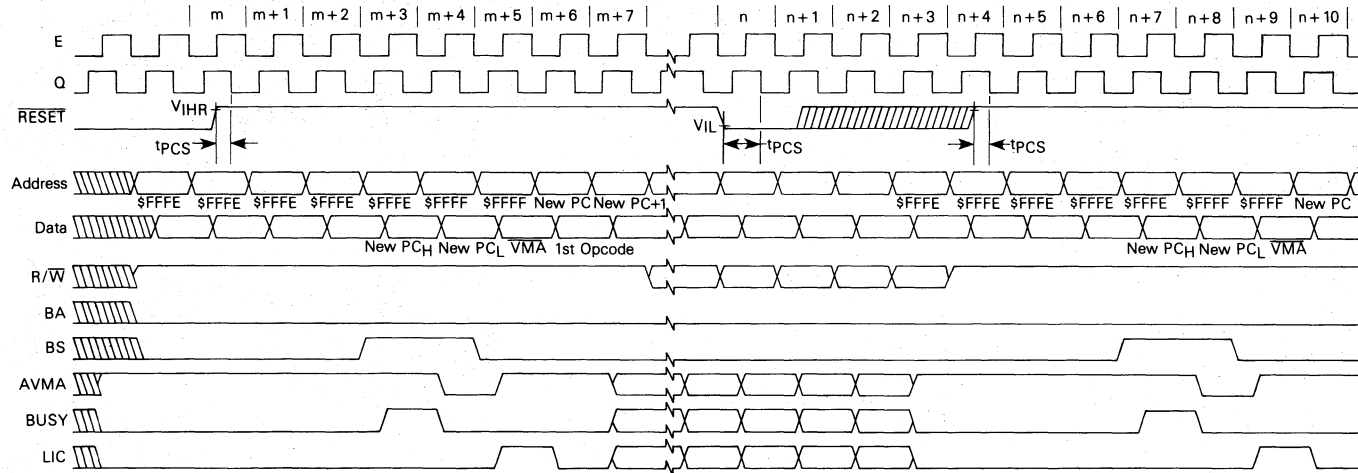 m m+1 m+2 m+3 m+4 m+5 m+6 m+7 n n+1 n+2 n+3 n+4 n+5 n+6 n+7 n+8 n+9 n+10
E
Q
RESET VIHR VIL
tPCS tPCS tPCS
Address
$FFFE $FFFE $FFFE $FFFE $FFFE $FFFF $FFFF New PC New PC+1 $FFFE $FFFE $FFFE $FFFE $FFFE $FFFF $FFFF New PC
Data
New PCH New PCL VMA 1st Opcode New PCH New PCL VMA
R/W
BA
BS
AVMA
BUSY
LIC